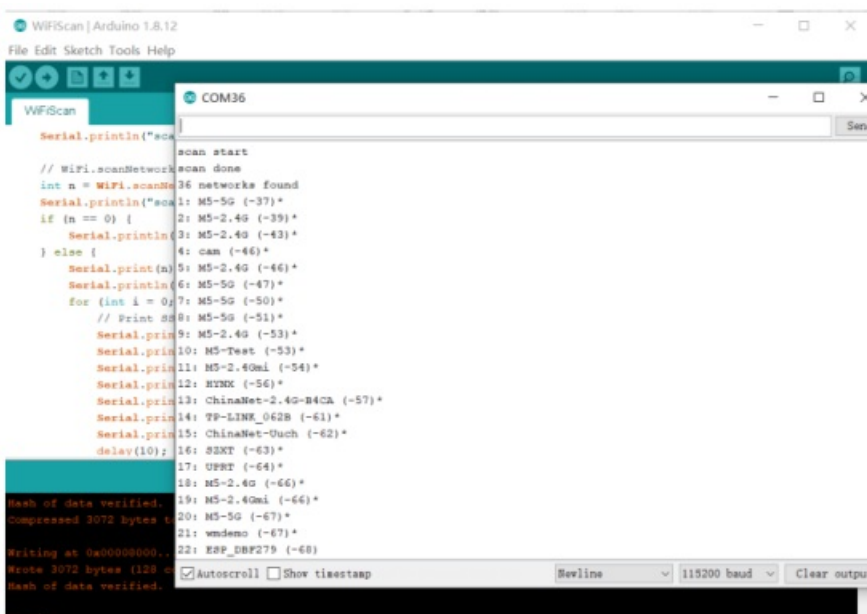 WiFiScan | Arduino 1.8.12
File Edit Sketch Tools Help
WiFiScan
Serial.println("sca
// WiFi.scanNetwork
int n = WiFi.scanNe
Serial.println("sca
if (n == 0) {
Serial.println(
} else {
Serial.print(n)
Serial.println(
for (int i = 0;
// Print SS
Serial.prin
Serial.prin
Serial.prin
Serial.prin
Serial.prin
Serial.prin
delay(10);
Hash of data verified.
Compressed 3072 bytes t
Writing at 0x00008000..
Wrote 3072 bytes (128 c
Hash of data verified.
COM36
Sen
scan start
scan done
36 networks found
1: M5-5G (-37)*
2: M5-2.4G (-39)*
3: M5-2.4G (-43)*
4: cam (-46)*
5: M5-2.4G (-46)*
6: M5-5G (-47)*
7: M5-5G (-50)*
8: M5-5G (-51)*
9: M5-2.4G (-53)*
10: M5-Test (-53)*
11: M5-2.4Gmi (-54)*
12: HYNX (-56)*
13: ChinaNet-2.4G-B4CA (-57)*
14: TP-LINK_062B (-61)*
15: ChinaNet-Uuch (-62)*
16: SZXT (-63)*
17: UPRT (-64)*
18: M5-2.4G (-66)*
19: M5-2.4Gmi (-66)*
20: M5-5G (-67)*
21: wmdemo (-67)*
22: ESP_DBF279 (-68)
Autoscroll Show timestamp Newline 115200 baud Clear outpu